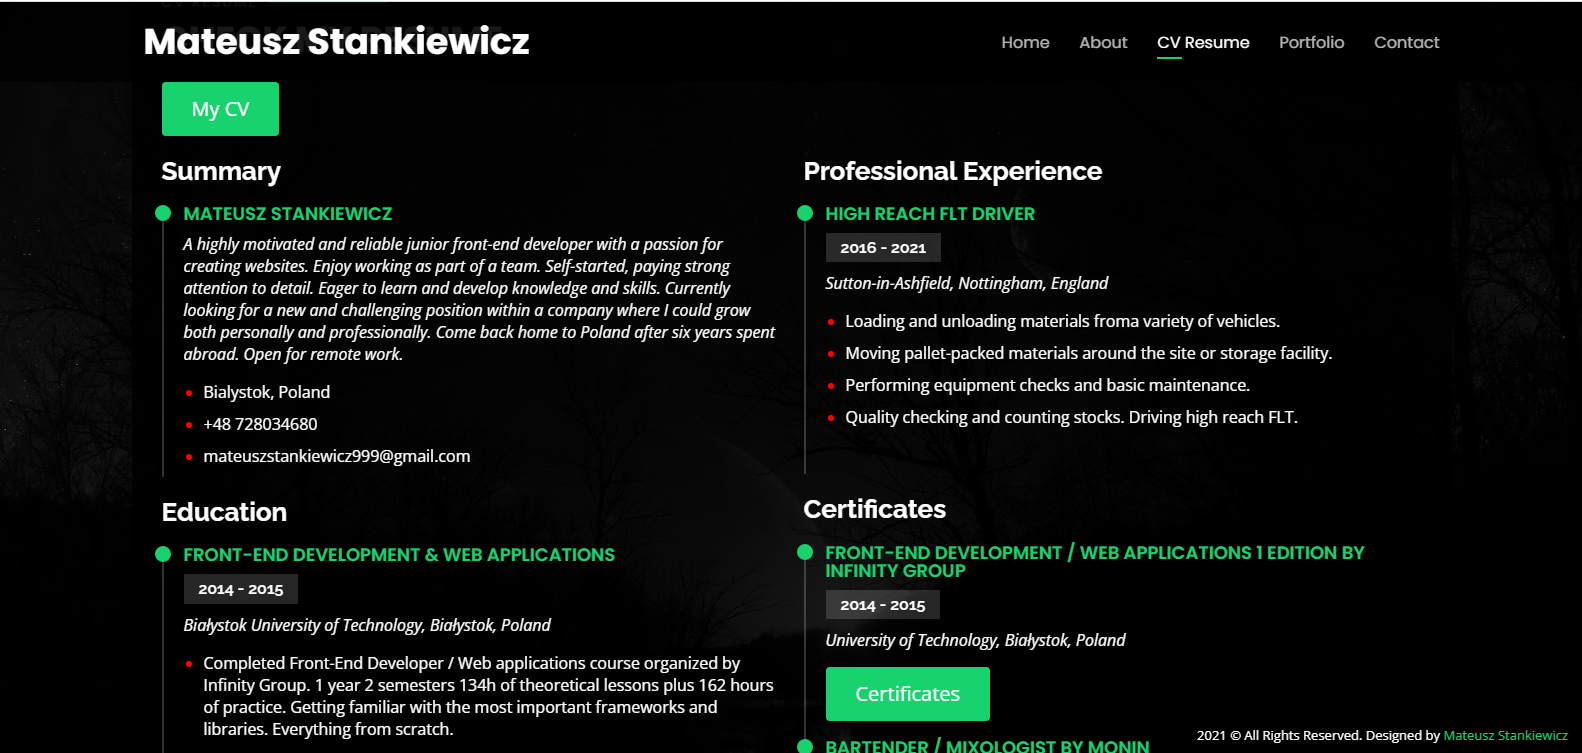 CV RESUME
Mateusz Stankiewicz
Home About CV Resume Portfolio Contact
My CV
Summary
MATEUSZ STANKIEWICZ
A highly motivated and reliable junior front-end developer with a passion for
creating websites. Enjoy working as part of a team. Self-started, paying strong
attention to detail. Eager to learn and develop knowledge and skills. Currently
looking for a new and challenging position within a company where I could grow
both personally and professionally. Come back home to Poland after six years spent
abroad. Open for remote work.
Bialystok, Poland
+48 728034680
mateuszstankiewicz999@gmail.com
Education
FRONT-END DEVELOPMENT & WEB APPLICATIONS
2014 - 2015
Białystok University of Technology, Białystok, Poland
Completed Front-End Developer / Web applications course organized by
Infinity Group. 1 year 2 semesters 134h of theoretical lessons plus 162 hours
of practice. Getting familiar with the most important frameworks and
libraries. Everything from scratch.
Professional Experience
HIGH REACH FLT DRIVER
2016 - 2021
Sutton-in-Ashfield, Nottingham, England
Loading and unloading materials froma variety of vehicles.
Moving pallet-packed materials around the site or storage facility.
Performing equipment checks and basic maintenance.
Quality checking and counting stocks. Driving high reach FLT.
Certificates
FRONT-END DEVELOPMENT / WEB APPLICATIONS 1 EDITION BY
INFINITY GROUP
2014 - 2015
University of Technology, Białystok, Poland
Certificates
BARTENDER / MIXOLOGIST BY MONIN
2021 © All Rights Reserved. Designed by Mateusz Stankiewicz